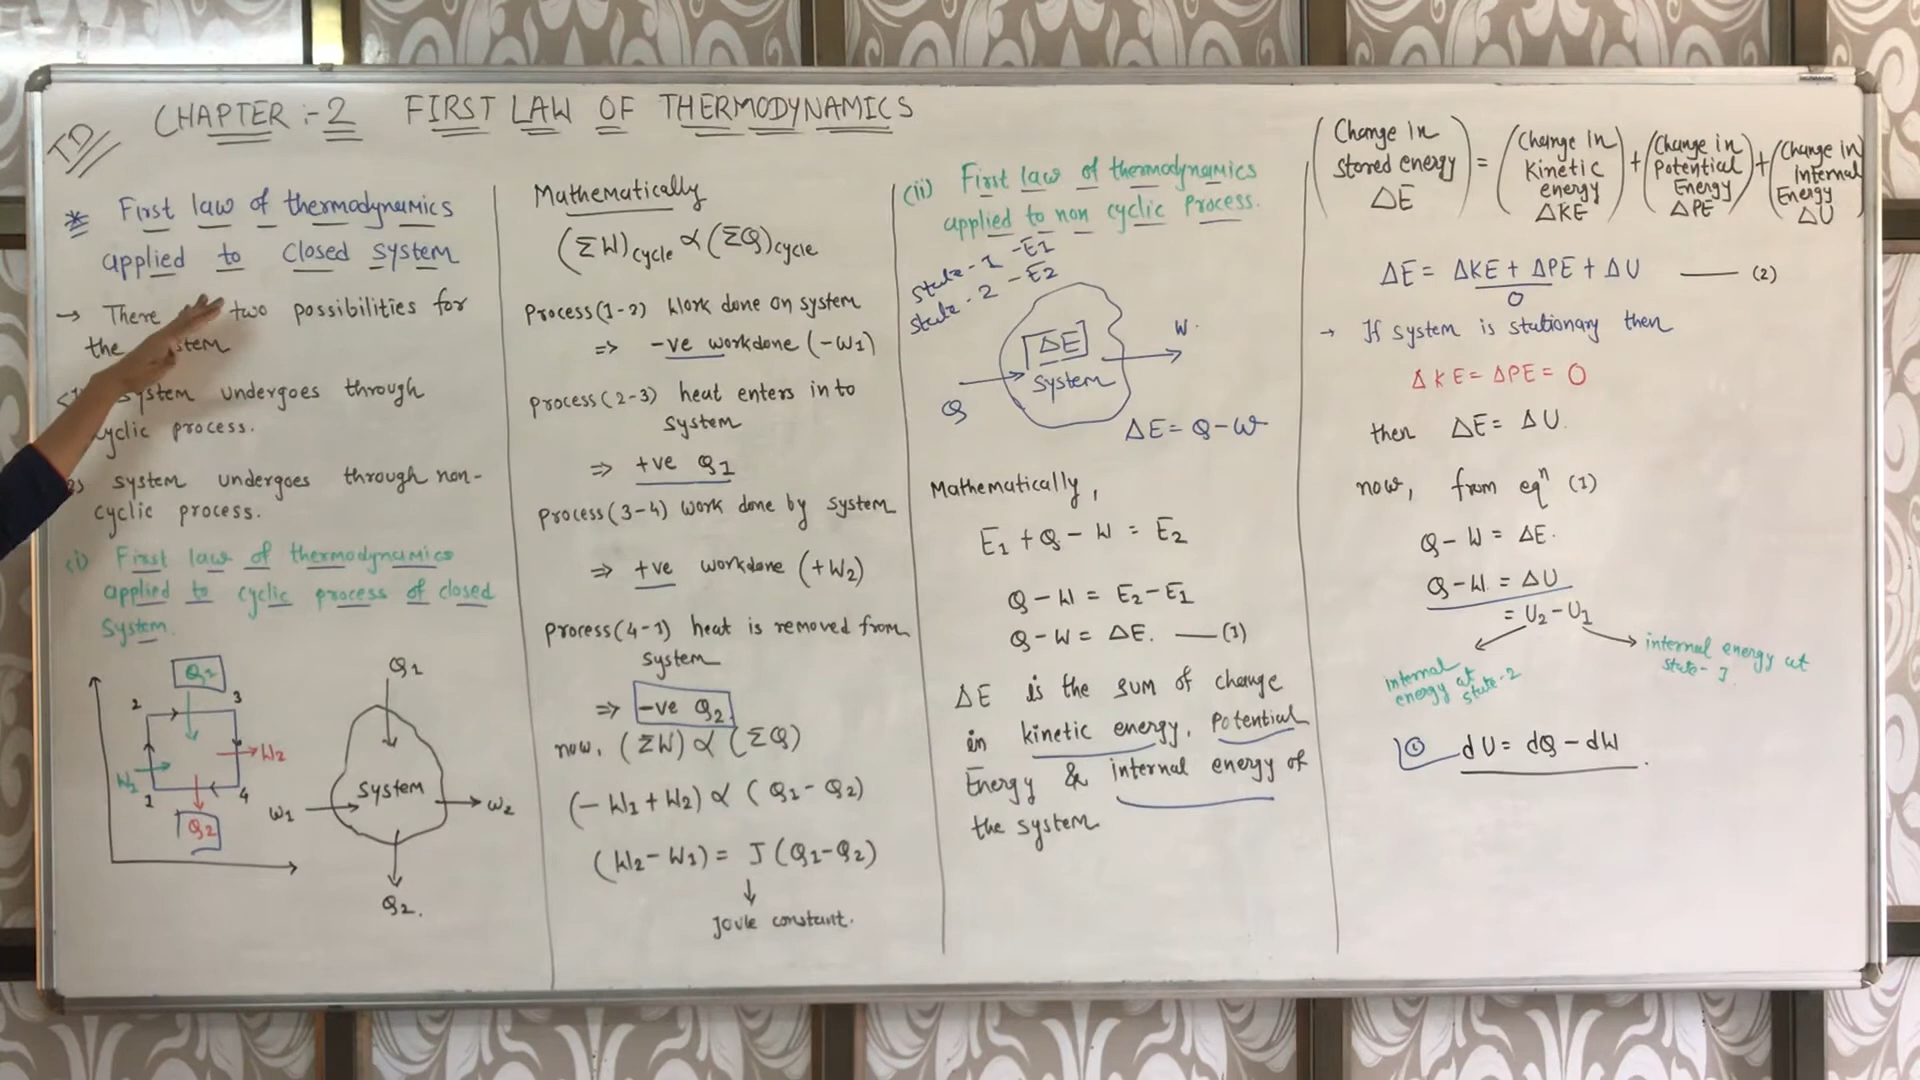 TD
CHAPTER :- 2 FIRST LAW OF THERMODYNAMICS
* First law of thermodynamics
applied to closed system
→ There two possibilities for
the
system undergoes through
cyclic process.
system undergoes through non-
cyclic process.
(i) First law of thermodynamics
applied to cyclic process of closed
system.
Q2
2
3
W2
W1
1
4
Q2
Q1
System
W1
W2
Q2.
Mathematically
(ΣW)cycle ∝ (ΣQ)cycle
Process(1-2) Work done on system
⇒ -ve workdone (-W1)
process(2-3) heat enters in to
system
⇒ +ve Q1
process(3-4) work done by system
⇒ +ve workdone (+W2)
process(4-1) heat is removed from
system
⇒ -ve Q2
now, (ΣW) ∝ (ΣQ)
(-W1+W2) ∝ (Q1-Q2)
(W2-W1) = J (Q1-Q2)
↓
Joule constant.
(ii) First law of thermodynamics
applied to non cyclic Process.
State-1 -E1
State-2 -E2
ΔE
System
W.
Q
ΔE = Q-W
Mathematically,
E1 + Q - W = E2
Q - W = E2-E1
Q-W = ΔE. —(1)
ΔE is the sum of change
in kinetic energy, Potential
Energy & internal energy of
the system
(Change in stored energy ΔE) = (Change in Kinetic energy ΔKE) + (Change in Potential Energy ΔPE) + (Change in Internal Energy ΔU)
ΔE = ΔKE + ΔPE + ΔU —— (2)
0
→ If system is stationary then
ΔKE = ΔPE = 0
then ΔE = ΔU.
now, from eqn (1)
Q - W = ΔE.
Q-W. = ΔU
= U2-U1
internal energy at state-2
internal energy at state-1.
dU = dQ - dW.